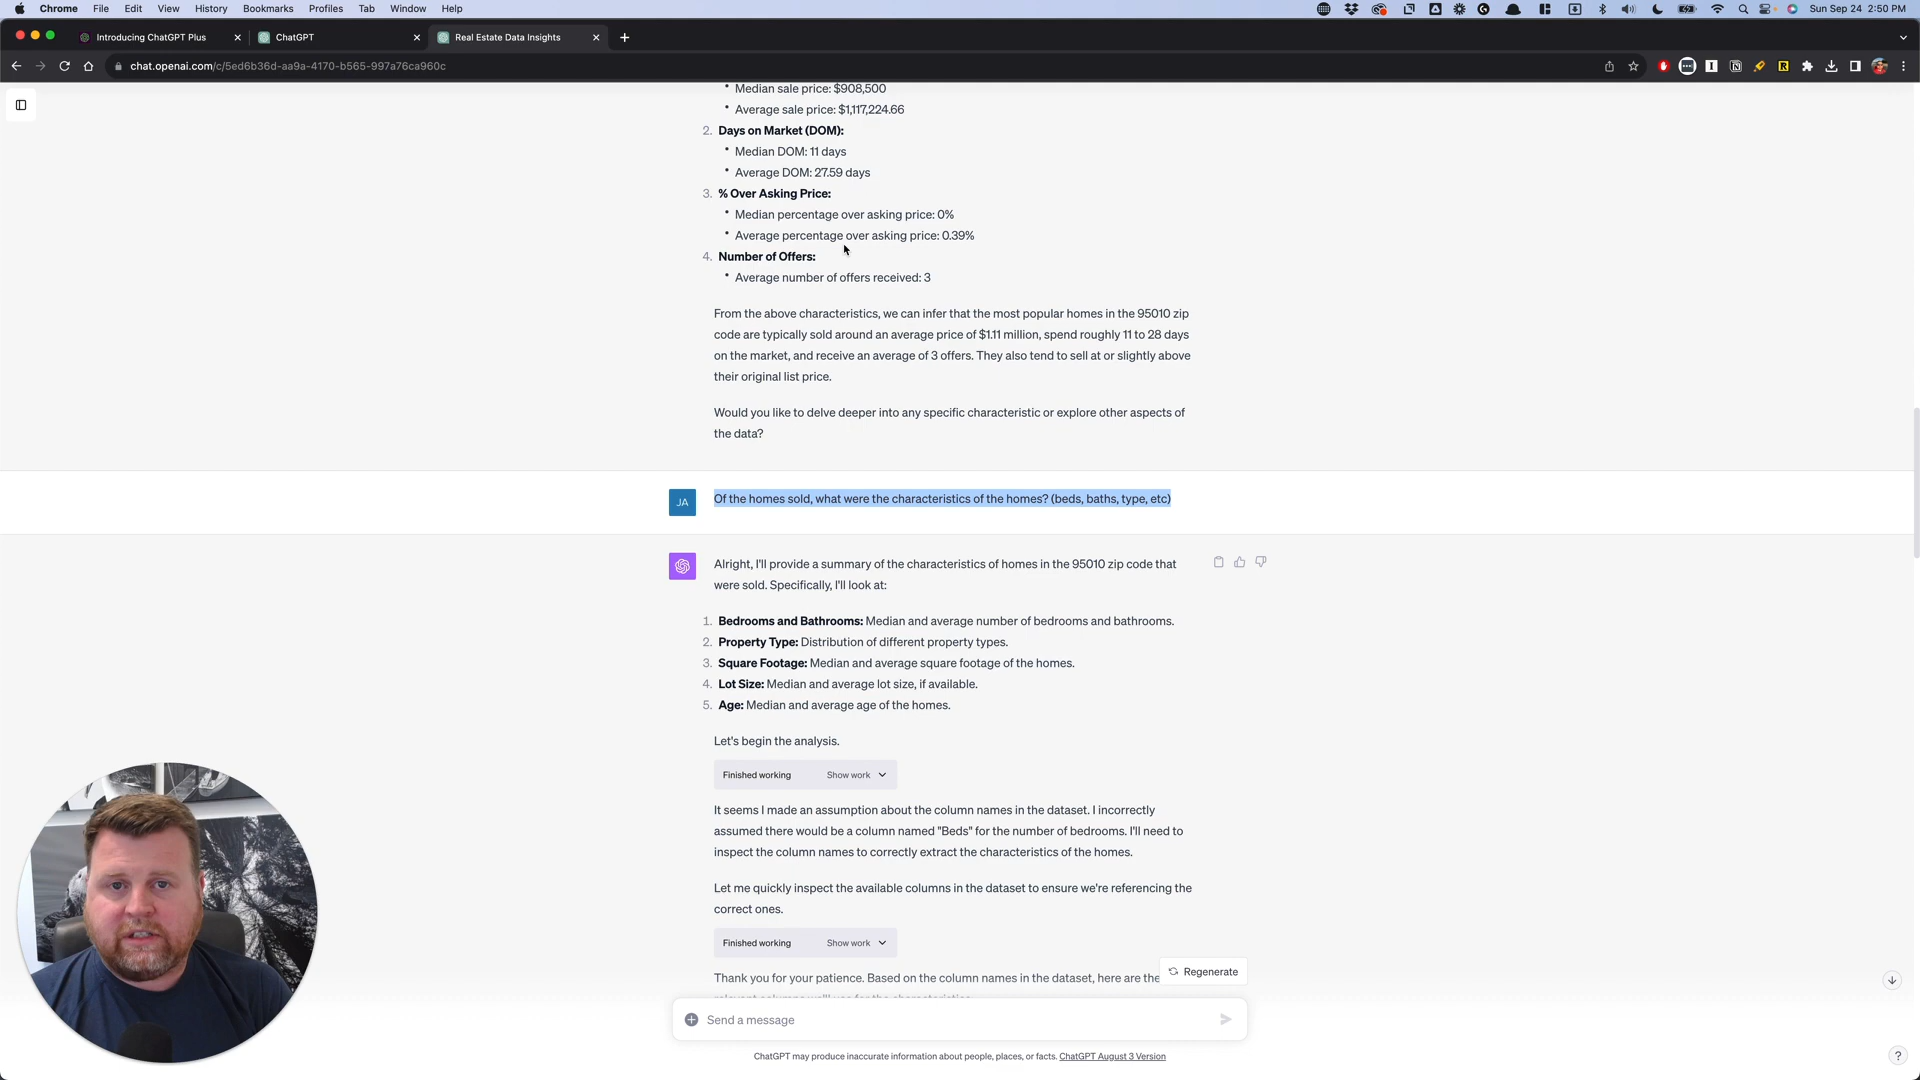 Chrome File Edit View History Bookmarks Profiles Tab Window Help Sun Sep 24 2:50 PM
Introducing ChatGPT Plus ChatGPT Real Estate Data Insights
chat.openai.com/c/5ed6b36d-aa9a-4170-b565-997a76ca960c
• Median sale price: $908,500
• Average sale price: $1,117,224.66
2. Days on Market (DOM):
• Median DOM: 11 days
• Average DOM: 27.59 days
3. % Over Asking Price:
• Median percentage over asking price: 0%
• Average percentage over asking price: 0.39%
4. Number of Offers:
• Average number of offers received: 3
From the above characteristics, we can infer that the most popular homes in the 95010 zip
code are typically sold around an average price of $1.11 million, spend roughly 11 to 28 days
on the market, and receive an average of 3 offers. They also tend to sell at or slightly above
their original list price.
Would you like to delve deeper into any specific characteristic or explore other aspects of
the data?
JA
Of the homes sold, what were the characteristics of the homes? (beds, baths, type, etc)
Alright, I'll provide a summary of the characteristics of homes in the 95010 zip code that
were sold. Specifically, I'll look at:
1. Bedrooms and Bathrooms: Median and average number of bedrooms and bathrooms.
2. Property Type: Distribution of different property types.
3. Square Footage: Median and average square footage of the homes.
4. Lot Size: Median and average lot size, if available.
5. Age: Median and average age of the homes.
Let's begin the analysis.
Finished working Show work
It seems I made an assumption about the column names in the dataset. I incorrectly
assumed there would be a column named "Beds" for the number of bedrooms. I'll need to
inspect the column names to correctly extract the characteristics of the homes.
Let me quickly inspect the available columns in the dataset to ensure we're referencing the
correct ones.
Finished working Show work
Thank you for your patience. Based on the column names in the dataset, here are the
relevant columns we'll use for the characteristics:
Regenerate
Send a message
ChatGPT may produce inaccurate information about people, places, or facts. ChatGPT August 3 Version
?